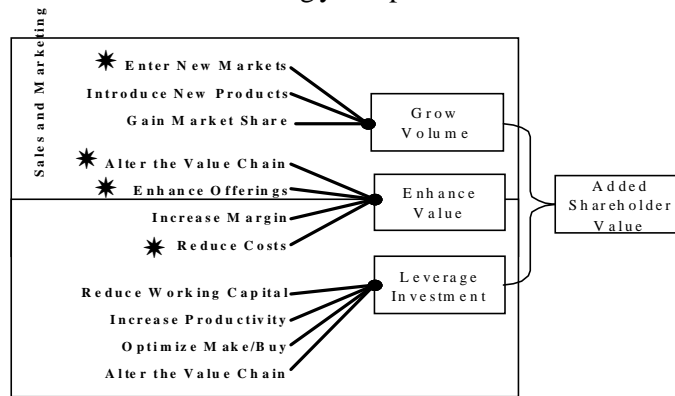 Sales and Marketing
Enter New Markets
Introduce New Products
Gain Market Share
Grow
Volume
Alter the Value Chain
Enhance Offerings
Increase Margin
Reduce Costs
Enhance
Value
Reduce Working Capital
Increase Productivity
Optimize Make/Buy
Alter the Value Chain
Leverage
Investment
Added
Shareholder
Value